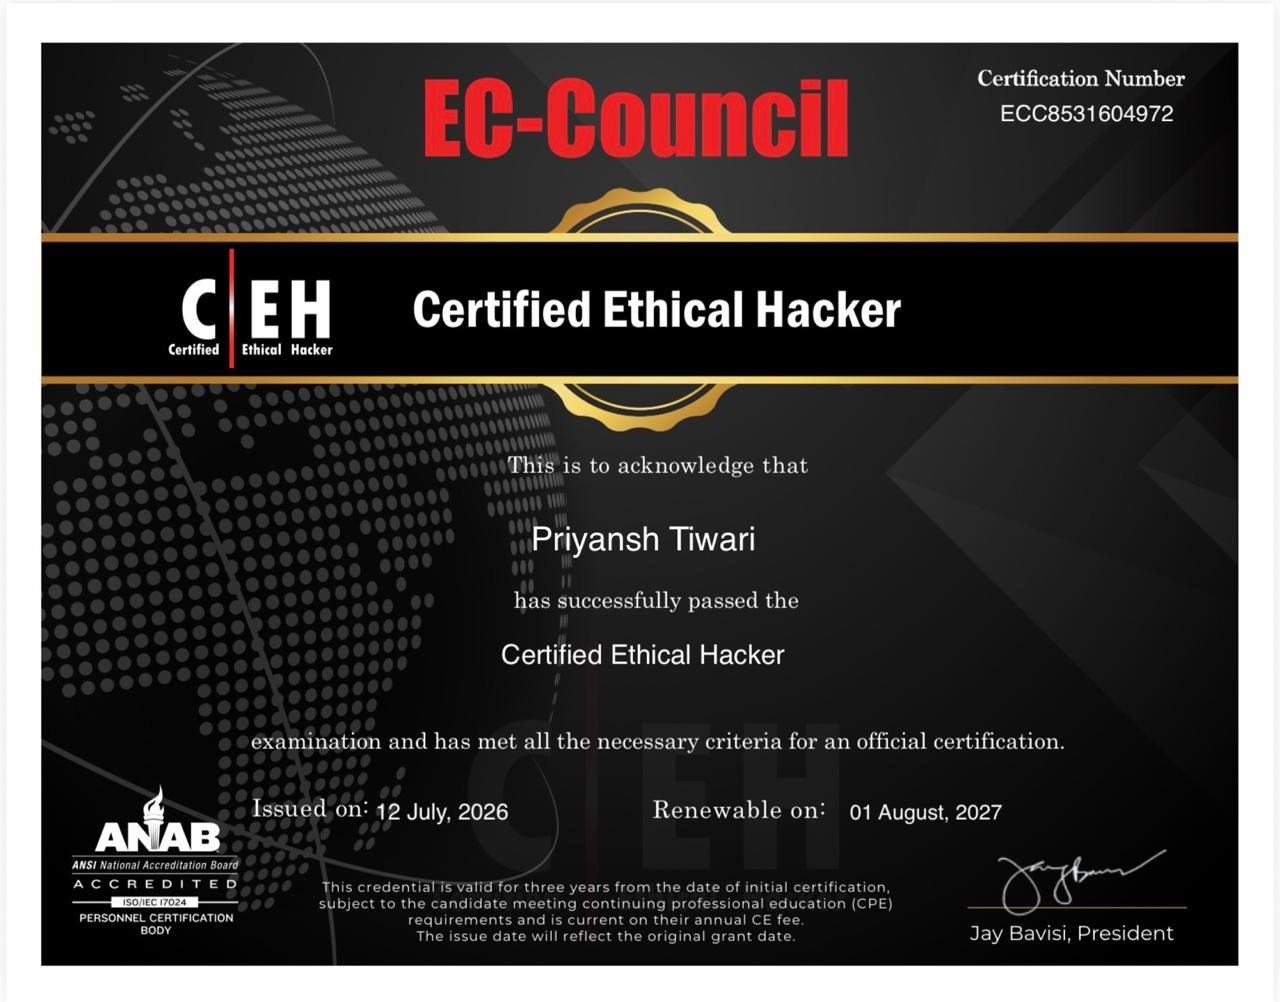 EC-Council
Certification Number
ECC8531604972
C|EH
Certified Ethical Hacker
Certified Ethical Hacker
This is to acknowledge that
Priyansh Tiwari
has successfully passed the
Certified Ethical Hacker
examination and has met all the necessary criteria for an official certification.
Issued on: 12 July, 2026
Renewable on: 01 August, 2027
ANAB
ANSI National Accreditation Board
ACCREDITED
ISO/IEC 17024
PERSONNEL CERTIFICATION
BODY
This credential is valid for three years from the date of initial certification,
subject to the candidate meeting continuing professional education (CPE)
requirements and is current on their annual CE fee.
The issue date will reflect the original grant date.
Jay Bavisi, President
CEH